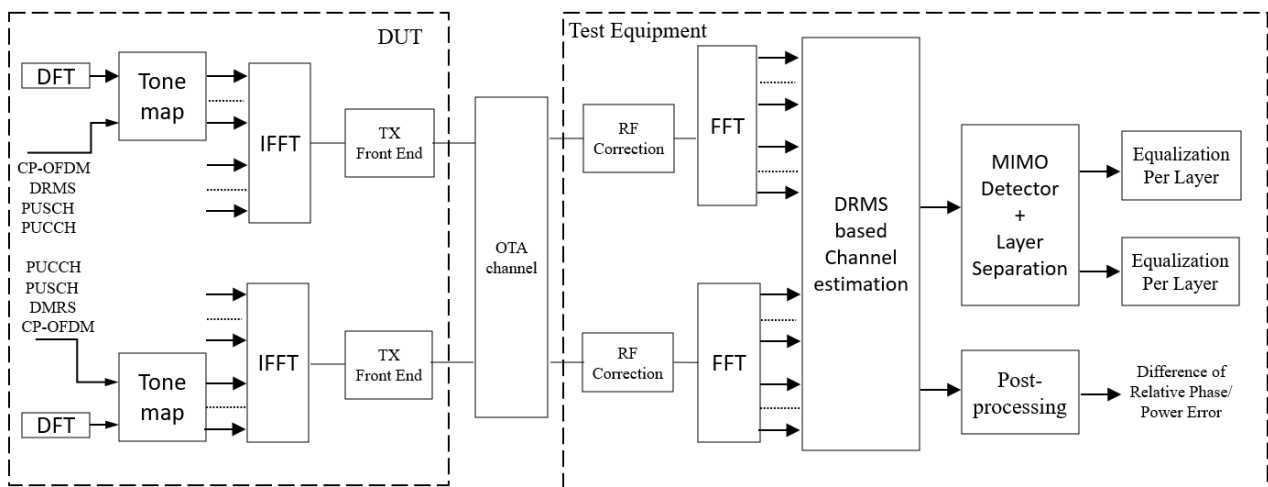 DUT
DFT
Tone
map
CP-OFDM
DRMS
PUSCH
PUCCH
IFFT
TX
Front End
PUCCH
PUSCH
DMRS
CP-OFDM
DFT
Tone
map
IFFT
TX
Front End
OTA
channel
Test Equipment
RF
Correction
FFT
RF
Correction
FFT
DRMS
based
Channel
estimation
MIMO
Detector
+
Layer
Separation
Equalization
Per Layer
Equalization
Per Layer
Post-
processing
Difference of
Relative Phase/
Power Error